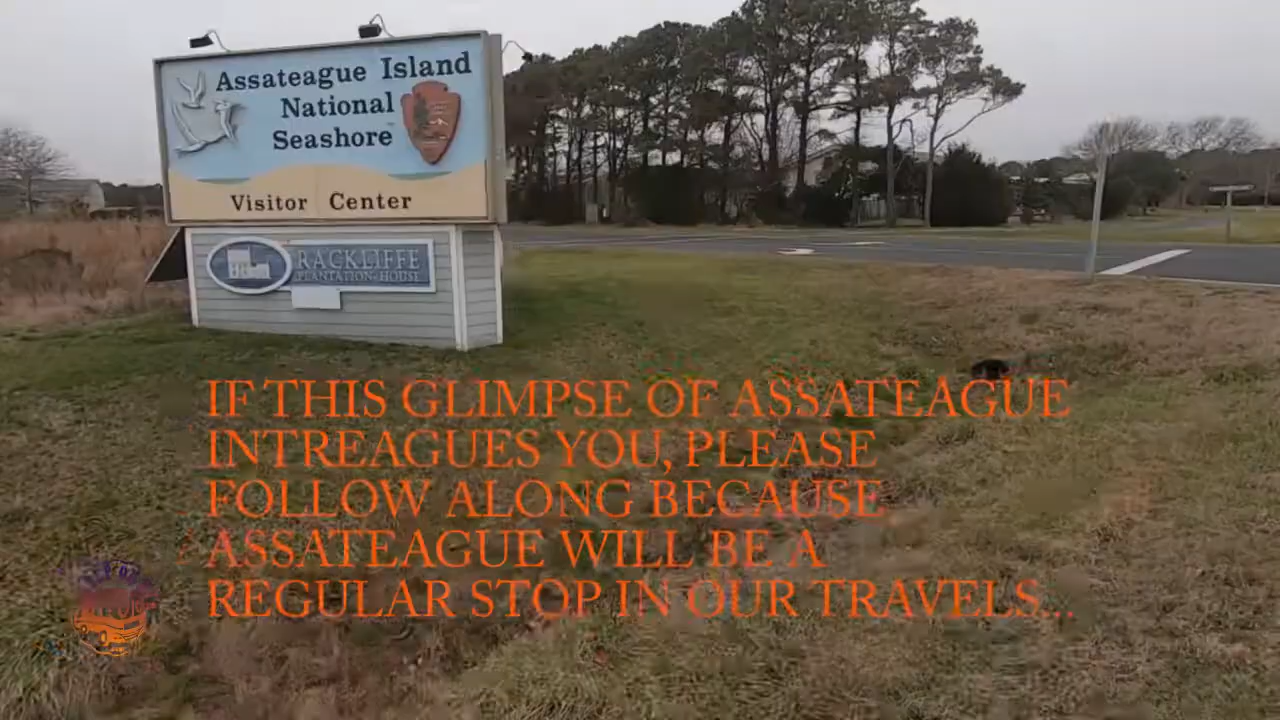 Assateague Island
National
Seashore
Visitor Center
RACKLIFFE
PLANTATION HOUSE
IF THIS GLIMPSE OF ASSATEAGUE
INTREAGUES YOU, PLEASE
FOLLOW ALONG BECAUSE
ASSATEAGUE WILL BE A
REGULAR STOP IN OUR TRAVELS...